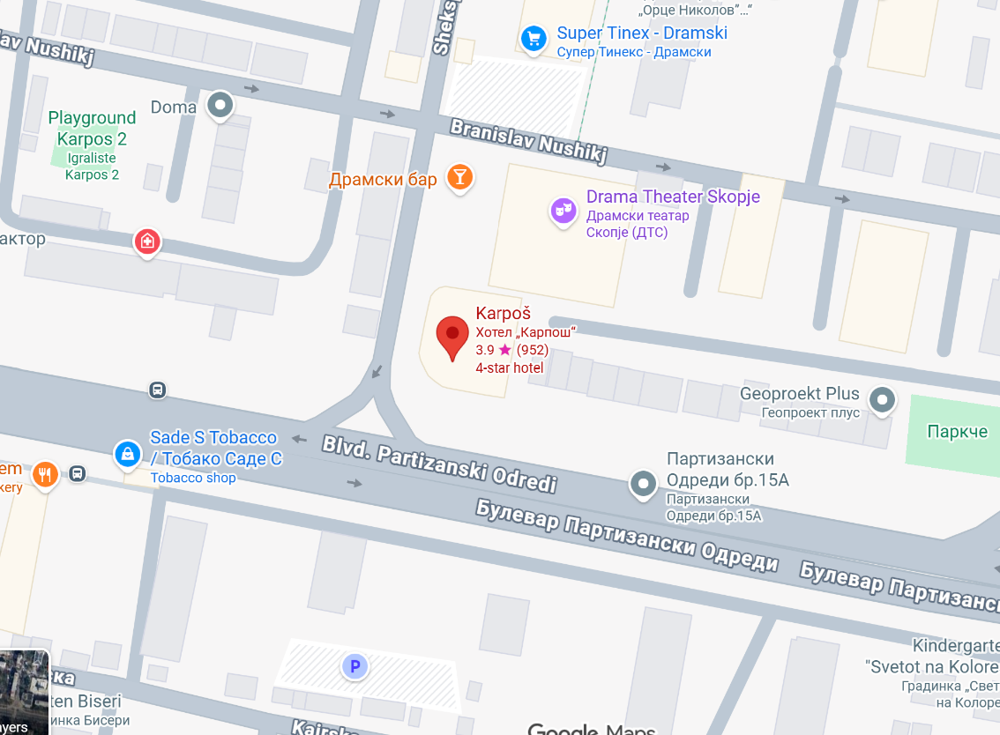 „Орце Николов"“
Sheks
Super Tinex - Dramski
Супер Тинекс - Драмски
lav Nushikj
Doma
Playground
Karpos 2
Igraliste
Karpos 2
Branislav Nushikj
Драмски бар
Drama Theater Skopje
Драмски театар
Скопје (ДТС)
актор
Karpoš
Хотел „Карпош“
3.9 ★ (952)
4-star hotel
Geoproekt Plus
Геопроект плус
Паркче
Sade S Tobacco
/ Тобако Саде С
Tobacco shop
Blvd. Partizanski Odredi
em
kery
Партизански
Одреди бр.15А
Партизански
Одреди бр.15А
Булевар Партизански Одреди
Булевар Партизанск
P
Kindergarte
"Svetot na Kolore
Градинка „Свет
на Колоре
ска
ten Biseri
инка Бисери
ayers
Kairska
Google Maps